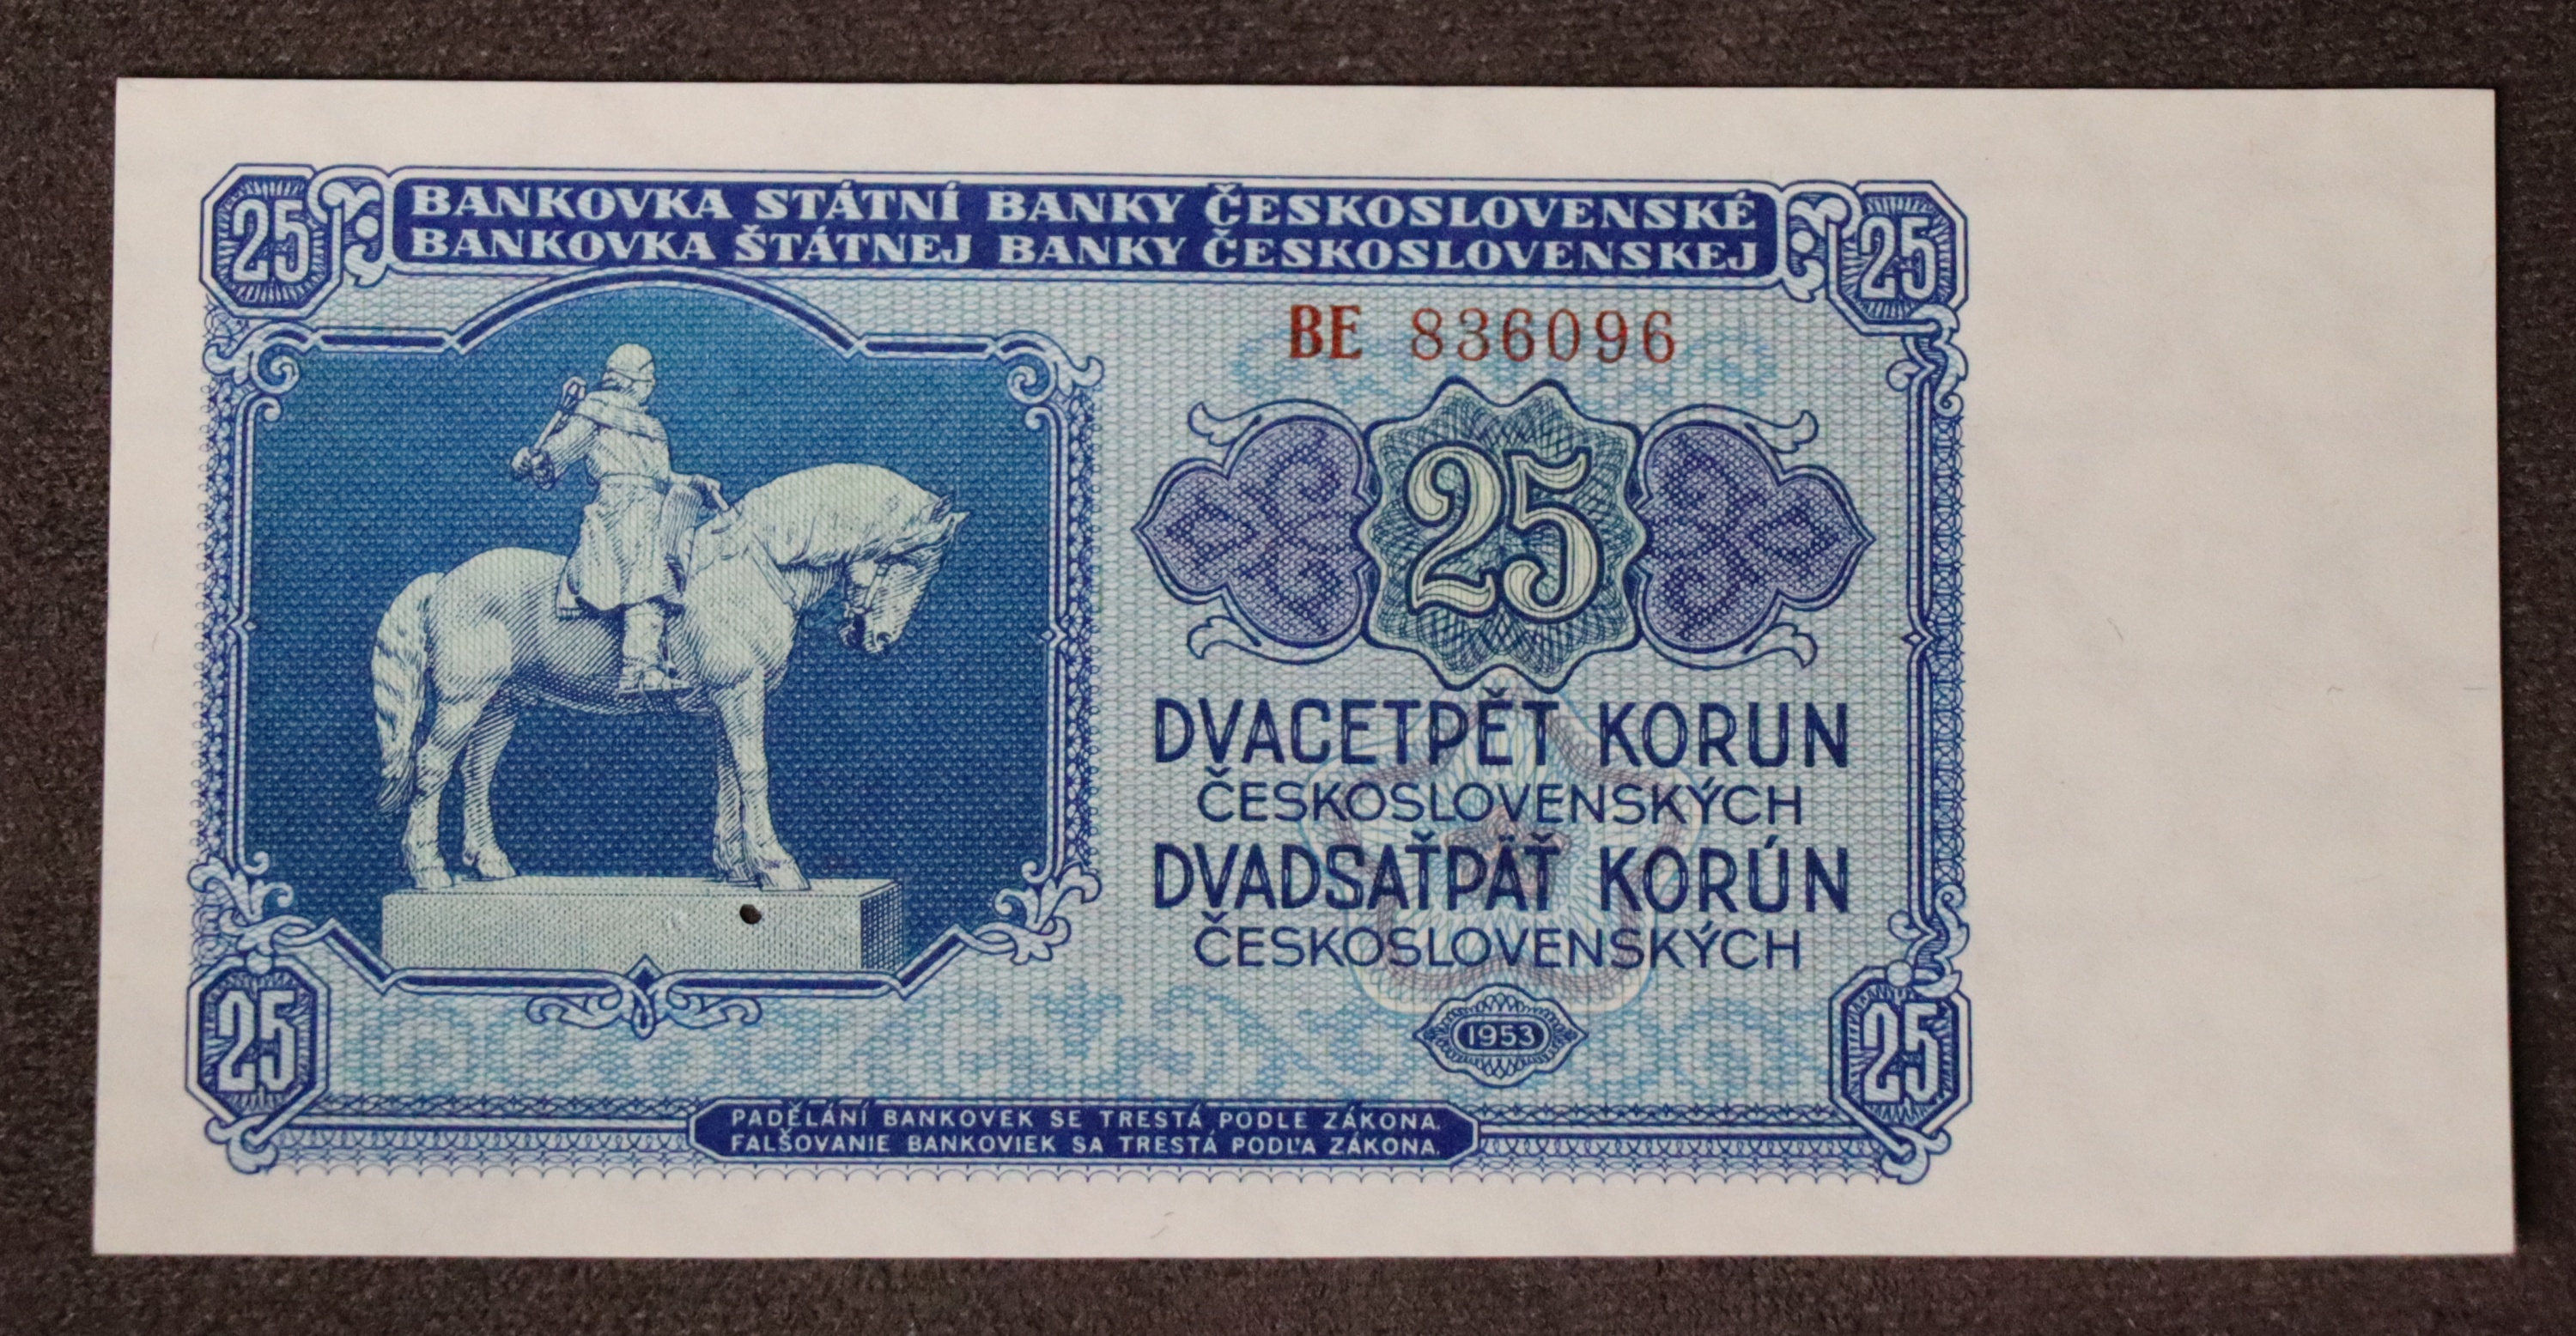 25 BANKOVKA STÁTNÍ BANKY ČESKOSLOVENSKÉ 25
BANKOVKA ŠTÁTNEJ BANKY ČESKOSLOVENSKEJ
BE 836096
25
DVACETPĚT KORUN
ČESKOSLOVENSKÝCH
DVADSAŤPÄŤ KORÚN
ČESKOSLOVENSKÝCH
1953
25 25
PADĚLÁNÍ BANKOVEK SE TRESTÁ PODLE ZÁKONA.
FALŠOVANIE BANKOVIEK SA TRESTÁ PODĽA ZÁKONA.